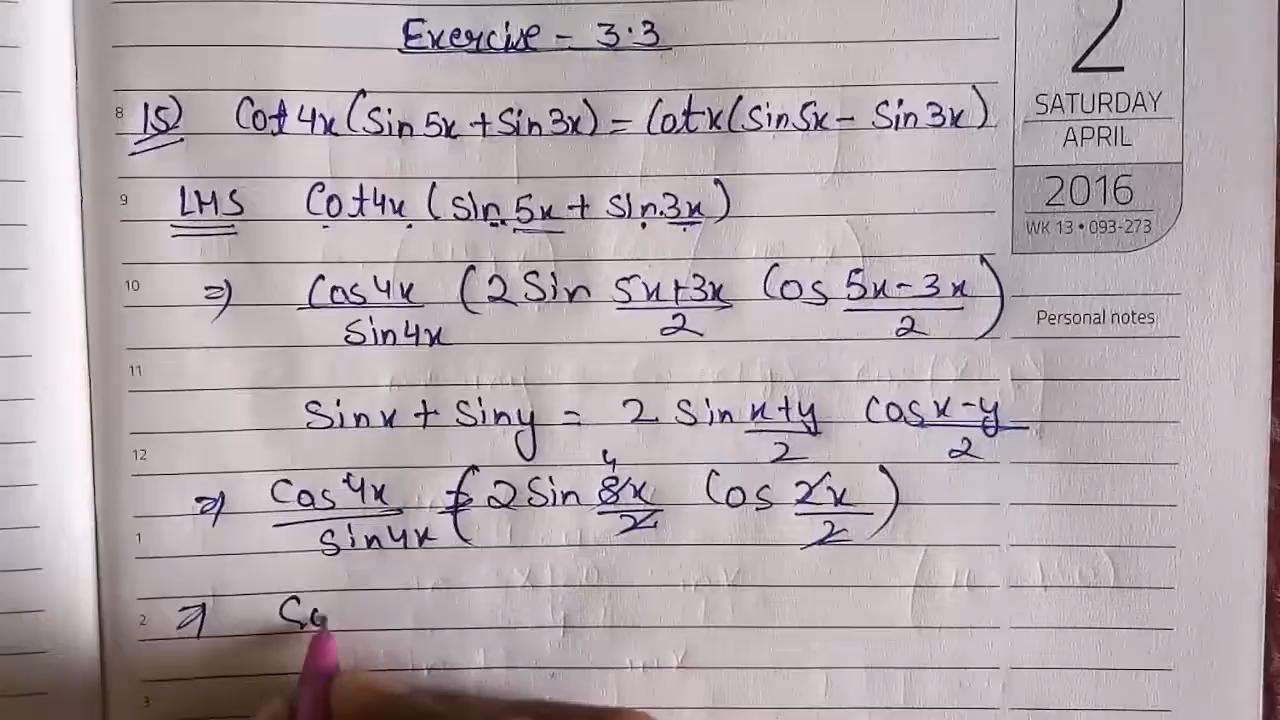 Exercise - 3.3
2
SATURDAY
APRIL
2016
WK 13 • 093-273
Personal notes
8 15) Cot 4x (Sin 5x + Sin 3x) = Cot x (Sin 5x - Sin 3x)
9 LHS Cot 4x (Sin 5x + Sin 3x)
10 ⇒ Cos 4x / Sin 4x (2 Sin 5x+3x / 2 Cos 5x-3x / 2)
11
Sin x + Sin y = 2 Sin x+y / 2 Cos x-y / 2
12
⇒ Cos 4x / Sin 4x (2 Sin 8x / 2 4 Cos 2x / 2)
1
2 ⇒
3